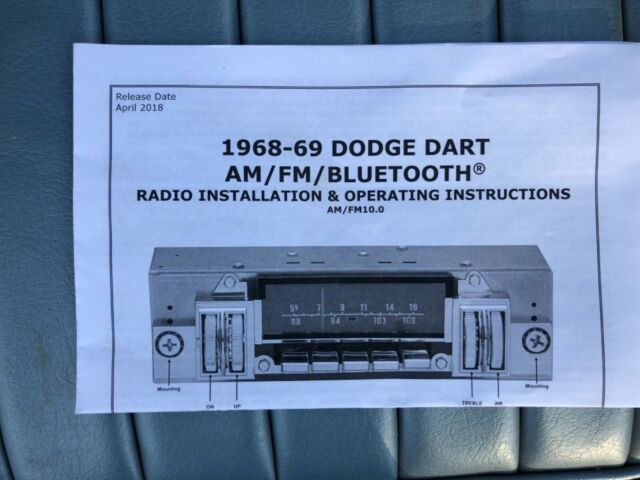 Release Date
April 2018
1968-69 DODGE DART
AM/FM/BLUETOOTH®
RADIO INSTALLATION & OPERATING INSTRUCTIONS
AM/FM10.0
5⁵ 7 9 11 14 16
88 94 FM 103 108
Mounting
Mounting
ON UP
TREBLE AM